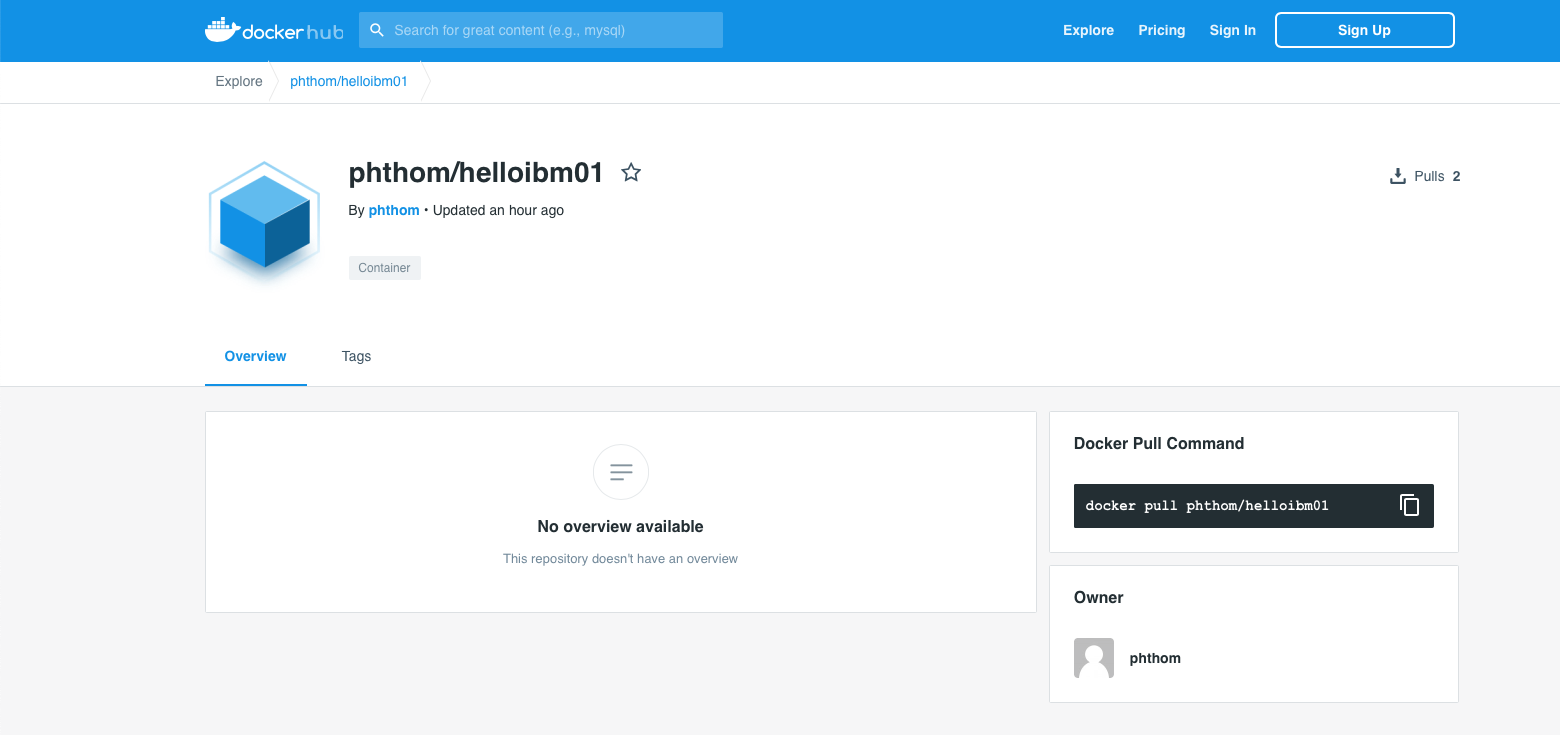 docker hub
Search for great content (e.g., mysql)
Explore Pricing Sign In Sign Up
Explore phthom/helloibm01
phthom/helloibm01
Pulls 2
By phthom • Updated an hour ago
Container
Overview Tags
No overview available
This repository doesn't have an overview
Docker Pull Command
docker pull phthom/helloibm01
Owner
phthom